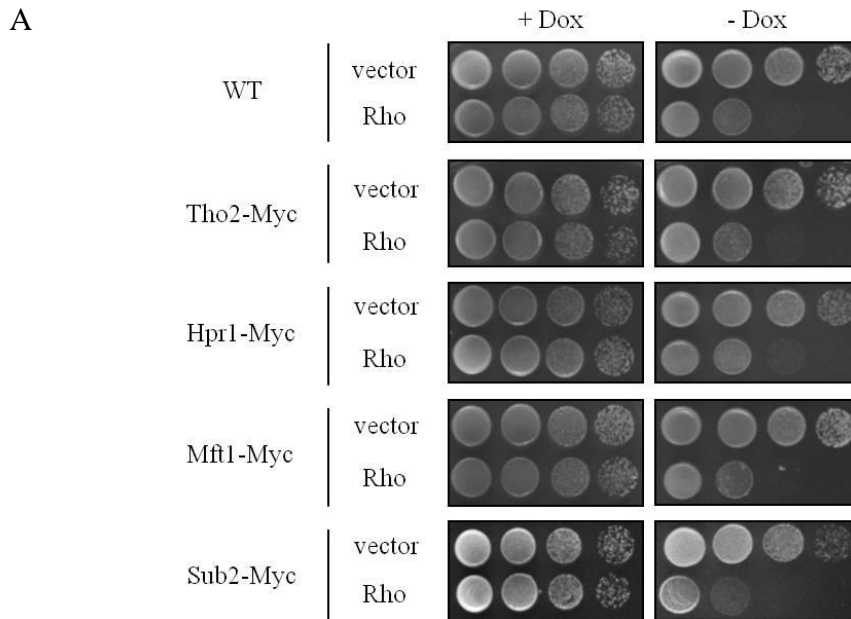 A
+ Dox
- Dox
WT
vector
Rho
Tho2-Myc
vector
Rho
Hpr1-Myc
vector
Rho
Mft1-Myc
vector
Rho
Sub2-Myc
vector
Rho